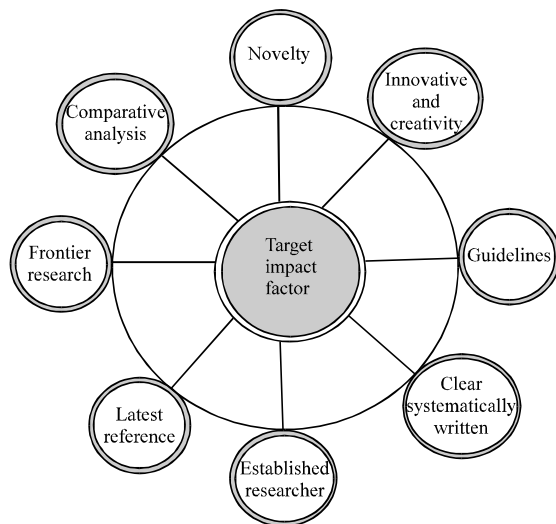 Novelty
Innovative
and
creativity
Comparative
analysis
Target
impact
factor
Frontier
research
Guidelines
Clear
systematically
written
Latest
reference
Established
researcher